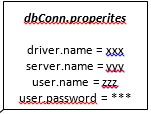 dbConn.properites
driver.name = xxx
server.name = yyy
user.name = zzz
user.password = ***